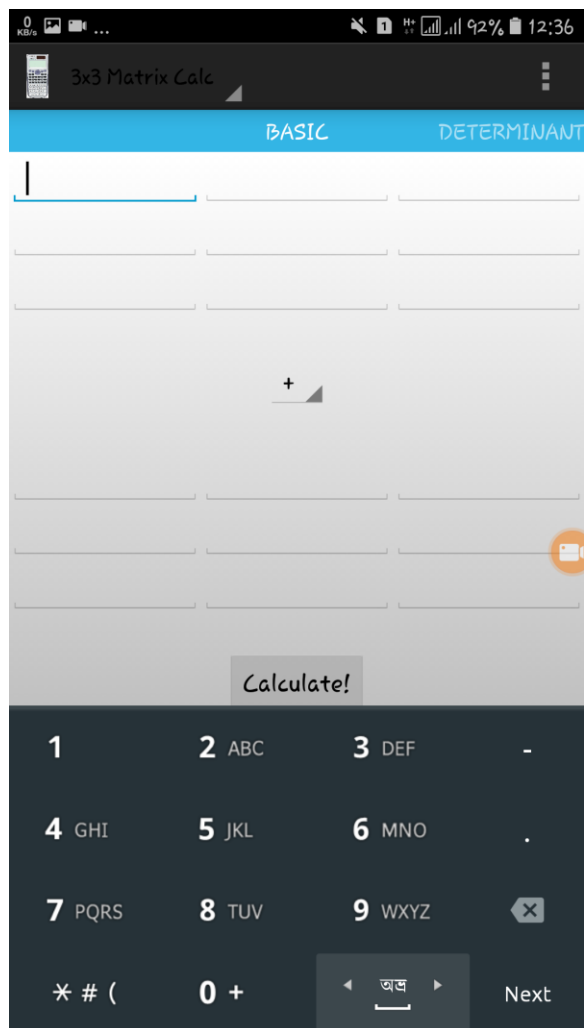 0 KB/s ... 1 H+ 92% 12:36
3x3 Matrix Calc
BASIC DETERMINANT
+
Calculate!
1 2 ABC 3 DEF -
4 GHI 5 JKL 6 MNO .
7 PQRS 8 TUV 9 WXYZ
* # ( 0 + অভ্র Next